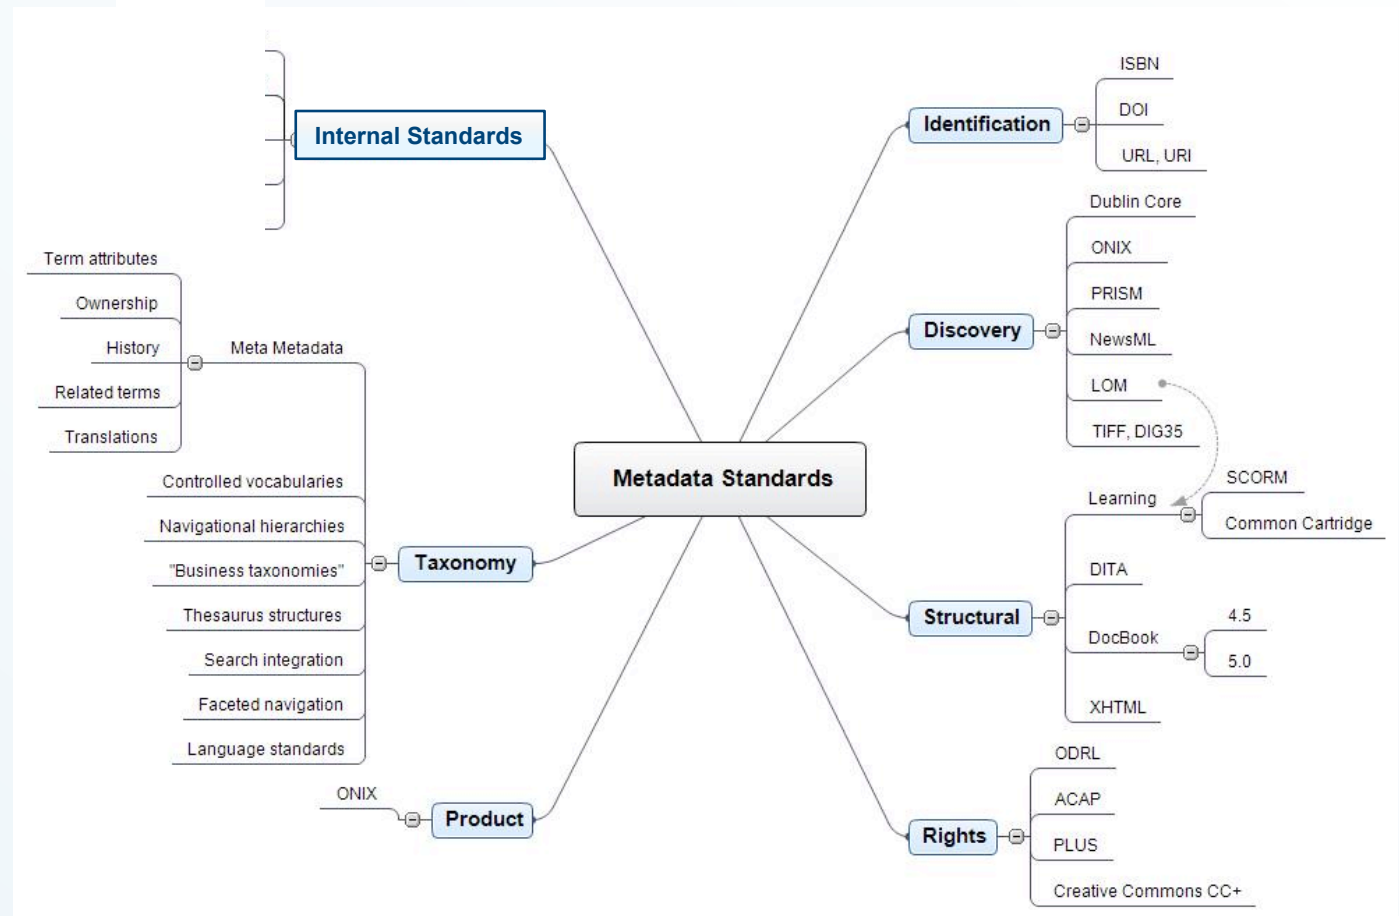 Internal Standards
Term attributes
Ownership
History
Related terms
Translations
Meta Metadata
Controlled vocabularies
Navigational hierarchies
"Business taxonomies"
Thesaurus structures
Search integration
Faceted navigation
Language standards
Taxonomy
ONIX
Product
Metadata Standards
Identification
ISBN
DOI
URL, URI
Discovery
Dublin Core
ONIX
PRISM
NewsML
LOM
TIFF, DIG35
Structural
Learning
SCORM
Common Cartridge
DITA
DocBook
4.5
5.0
XHTML
Rights
ODRL
ACAP
PLUS
Creative Commons CC+